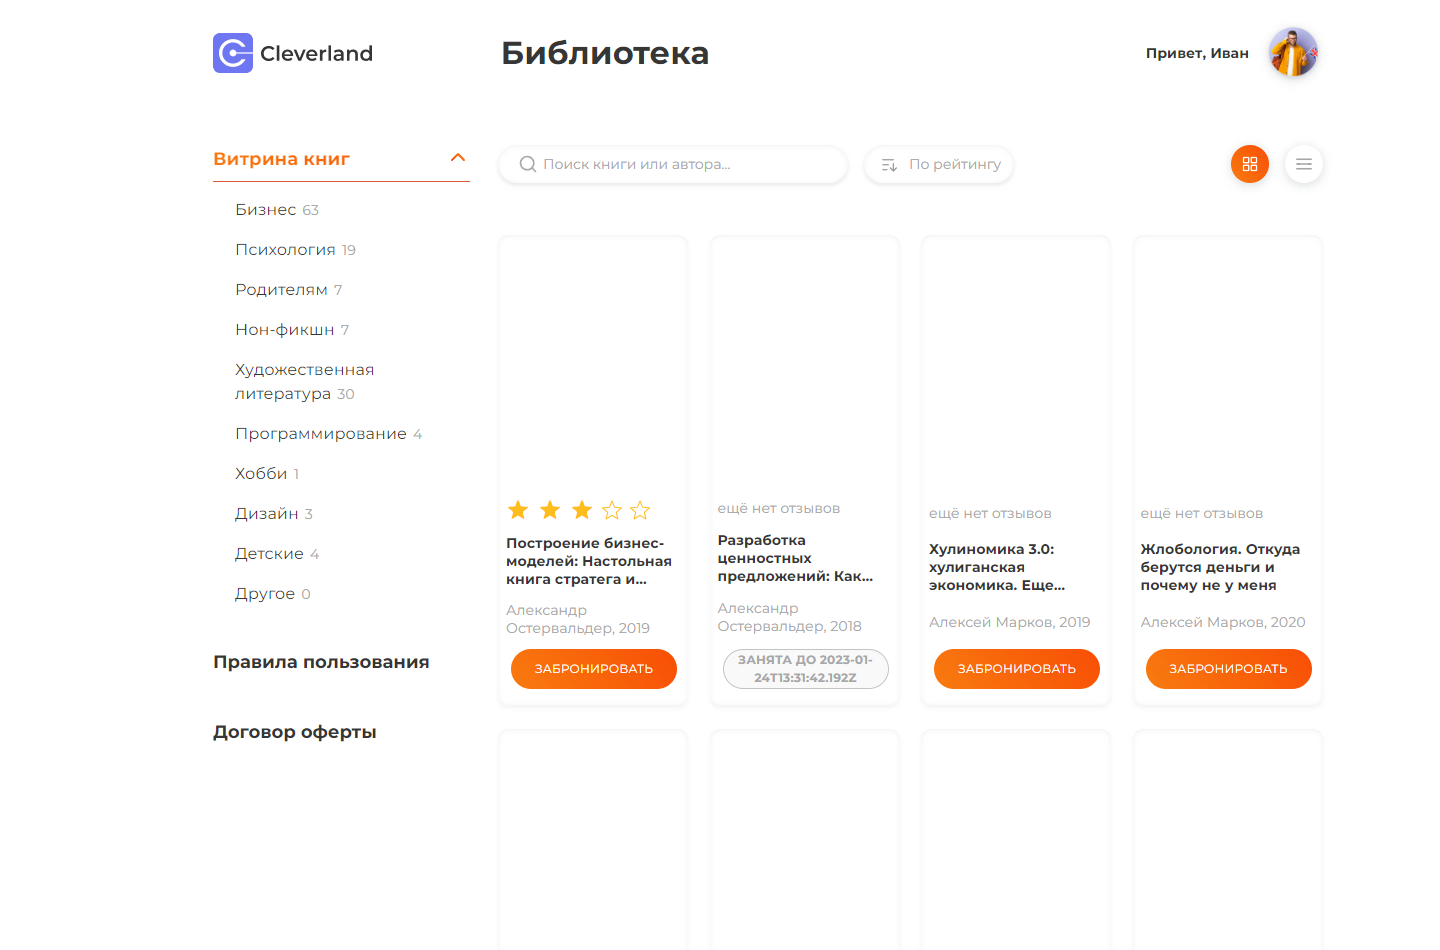 Cleverland
Библиотека
Привет, Иван
Витрина книг
Бизнес 63
Психология 19
Родителям 7
Нон-фикшн 7
Художественная
литература 30
Программирование 4
Хобби 1
Дизайн 3
Детские 4
Другое 0
Правила пользования
Договор оферты
Поиск книги или автора...
По рейтингу
Построение бизнес-
моделей: Настольная
книга стратега и...
Александр
Остервальдер, 2019
ЗАБРОНИРОВАТЬ
ещё нет отзывов
Разработка
ценностных
предложений: Как...
Александр
Остервальдер, 2018
ЗАНЯТА ДО 2023-01-
24T13:31:42.192Z
ещё нет отзывов
Хулиномика 3.0:
хулиганская
экономика. Еще...
Алексей Марков, 2019
ЗАБРОНИРОВАТЬ
ещё нет отзывов
Жлобология. Откуда
берутся деньги и
почему не у меня
Алексей Марков, 2020
ЗАБРОНИРОВАТЬ